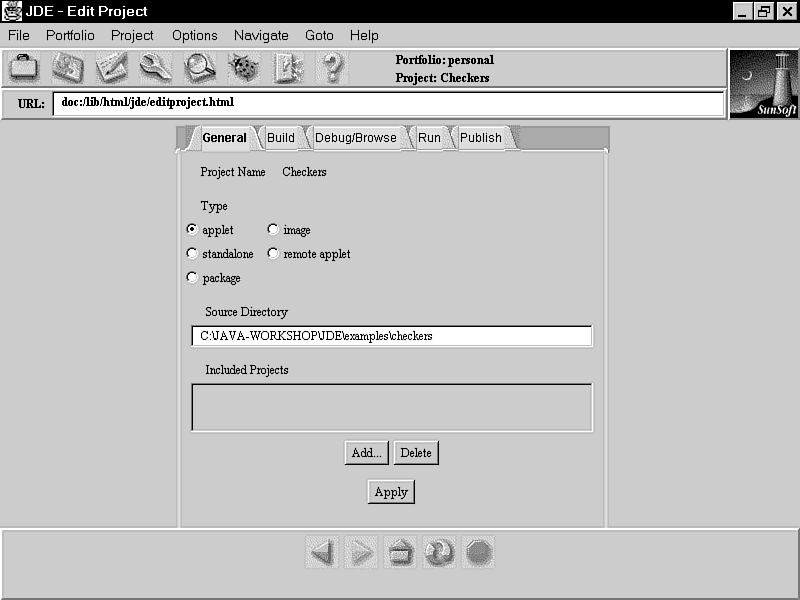 JDE - Edit Project
File Portfolio Project Options Navigate Goto Help
Portfolio: personal
Project: Checkers
SunSoft
URL: doc:/lib/html/jde/editproject.html
General Build Debug/Browse Run Publish
Project Name Checkers
Type
applet image
standalone remote applet
package
Source Directory
C:\JAVA-WORKSHOP\JDE\examples\checkers
Included Projects
Add... Delete
Apply